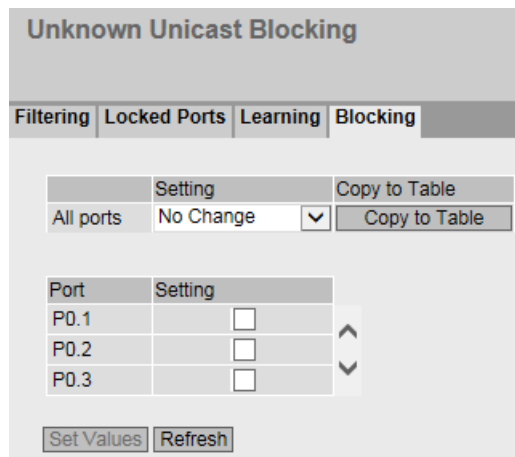 Unknown Unicast Blocking
Filtering Locked Ports Learning Blocking
Setting Copy to Table
All ports No Change Copy to Table
Port Setting
P0.1
P0.2
P0.3
Set Values Refresh